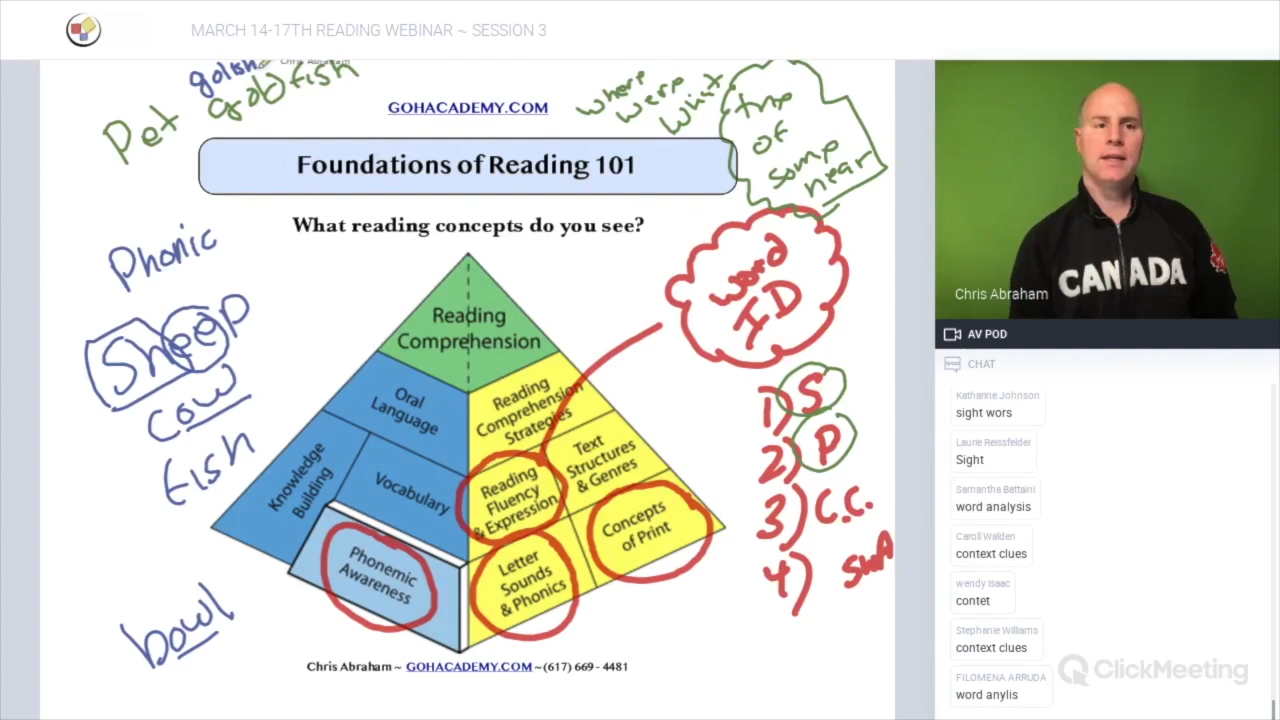 MARCH 14-17TH READING WEBINAR ~ SESSION 3
golish
Chris Abraham
Pet goldfish
GOHACADEMY.COM
where
were
what
the
of
some
near
Foundations of Reading 101
What reading concepts do you see?
Phonic
Sheep
cow
fish
bowl
word
ID
Reading
Comprehension
Oral
Language
Reading
Comprehension
Strategies
Knowledge
Building
Vocabulary
Reading
Fluency
& Expression
Text
Structures
& Genres
Phonemic
Awareness
Letter
Sounds
& Phonics
Concepts
of Print
1) S
2) P
3) C.C.
4)
Chris Abraham ~ GOHACADEMY.COM ~ (617) 669 - 4481
CANADA
Chris Abraham
AV POD
CHAT
Katharine Johnson
sight wors
Laurie Reissfelder
Sight
Samantha Battaini
word analysis
Caroll Walden
context clues
wendy Isaac
contet
Stephanie Williams
context clues
FILOMENA ARRUDA
word anylis
ClickMeeting